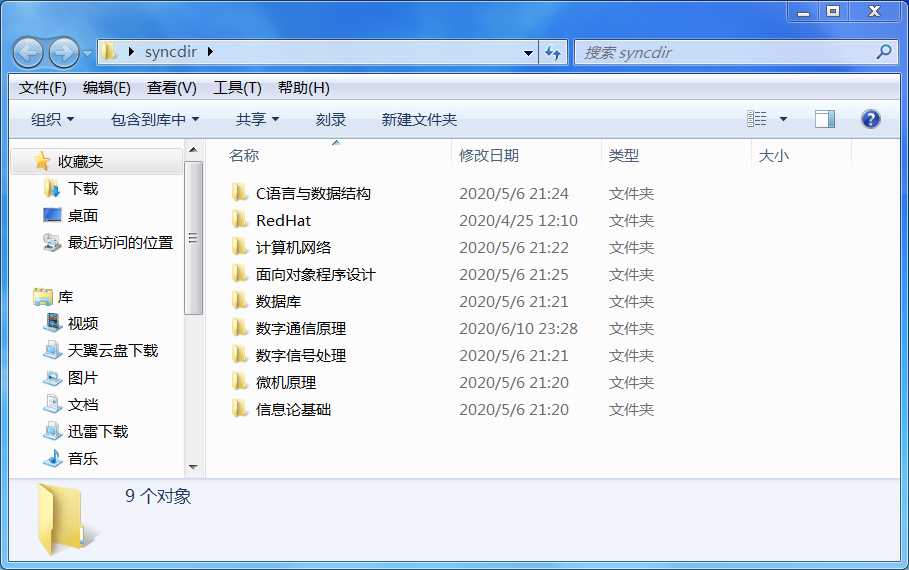 syncdir
搜索 syncdir
文件(F) 编辑(E) 查看(V) 工具(T) 帮助(H)
组织 包含到库中 共享 刻录 新建文件夹
收藏夹
下载
桌面
最近访问的位置
库
视频
天翼云盘下载
图片
文档
迅雷下载
音乐
名称 修改日期 类型 大小
C语言与数据结构 2020/5/6 21:24 文件夹
RedHat 2020/4/25 12:10 文件夹
计算机网络 2020/5/6 21:22 文件夹
面向对象程序设计 2020/5/6 21:25 文件夹
数据库 2020/5/6 21:21 文件夹
数字通信原理 2020/6/10 23:28 文件夹
数字信号处理 2020/5/6 21:21 文件夹
微机原理 2020/5/6 21:20 文件夹
信息论基础 2020/5/6 21:20 文件夹
9 个对象